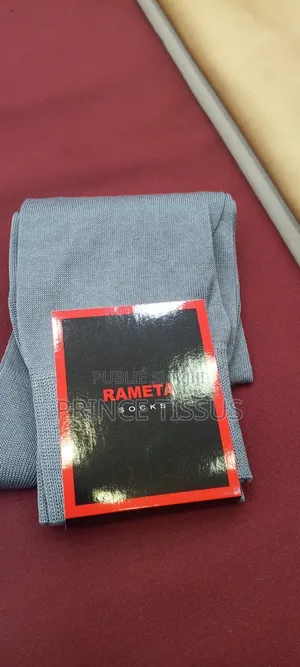 PUBLIÉ SUR
RAMETA
PRINCE TISSUS
SOCKS